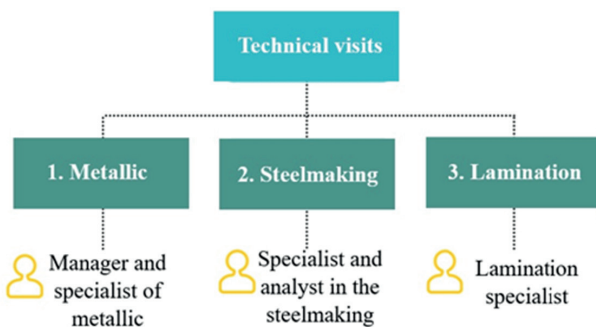 Technical visits
1. Metallic
2. Steelmaking
3. Lamination
Manager and
specialist of
metallic
Specialist and
analyst in the
steelmaking
Lamination
specialist